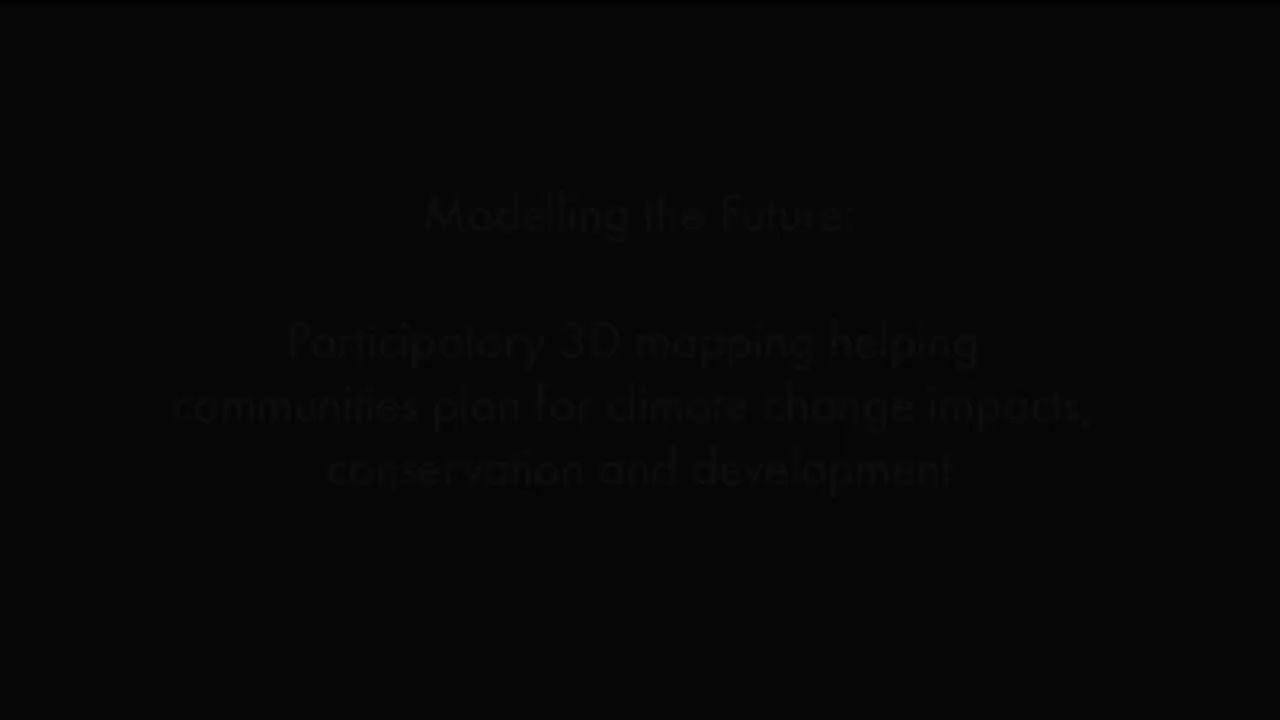 Modelling the Future:
Participatory 3D mapping helping
communities plan for climate change impacts,
conservation and development